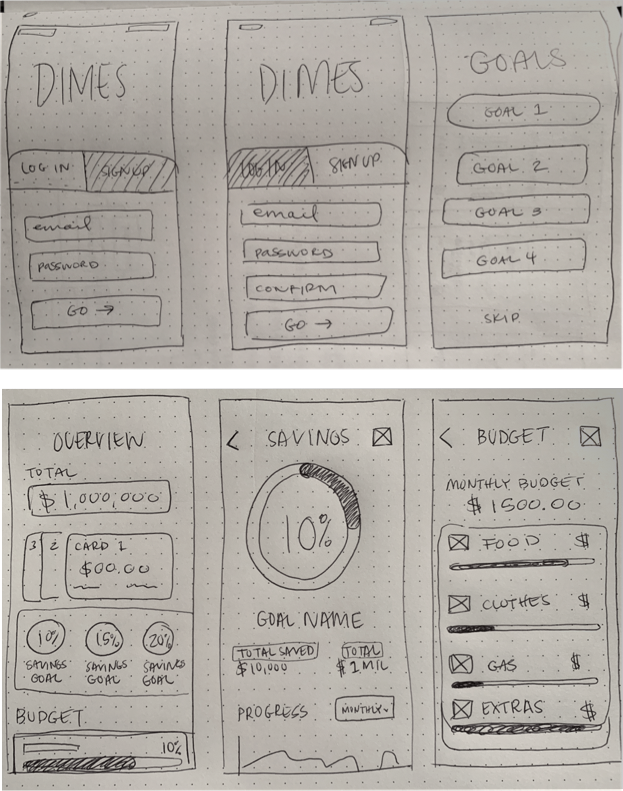 DIMES
LOG IN SIGNUP
email
PASSWORD
GO →
DIMES
LOG IN SIGN UP
email
PASSWORD
CONFIRM
GO →
GOALS
GOAL 1
GOAL 2
GOAL 3
GOAL 4
SKIP
OVERVIEW
TOTAL
$ 1,000,000
3 2 CARD 1
$00.00
10% 15% 20%
SAVINGS GOAL SAVINGS GOAL SAVINGS GOAL
BUDGET
10%
< SAVINGS
10%
GOAL NAME
TOTAL SAVED TOTAL
$10,000 $1 MIL
PROGRESS MONTHLY
< BUDGET
MONTHLY BUDGET
$1500.00
FOOD $
CLOTHES $
GAS $
EXTRAS $